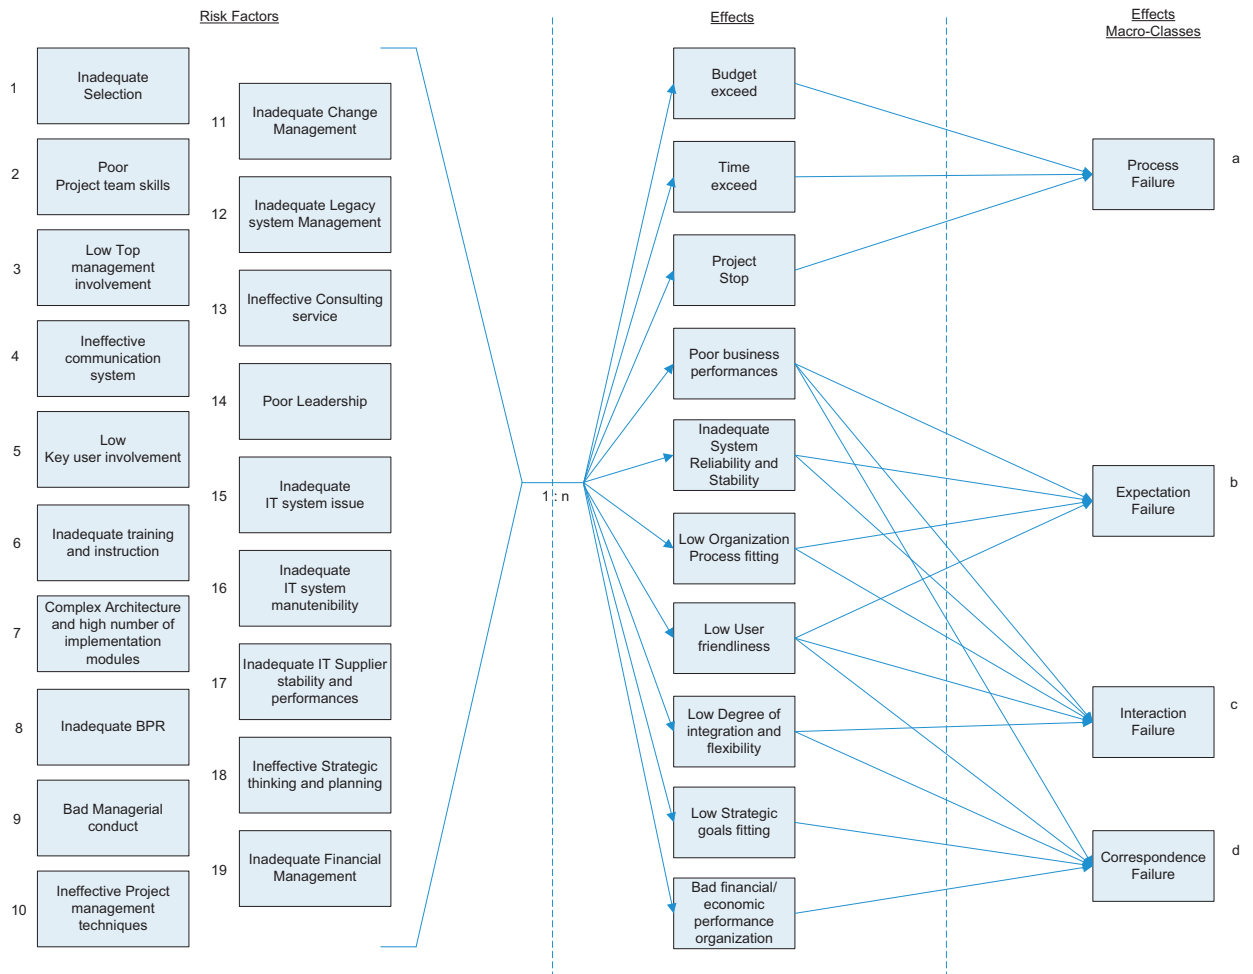 Risk Factors
Effects
Effects
Macro-Classes
1
Inadequate
Selection
2
Poor
Project team skills
3
Low Top
management
involvement
4
Ineffective
communication
system
5
Low
Key user involvement
6
Inadequate training
and instruction
7
Complex Architecture
and high number of
implementation
modules
8
Inadequate BPR
9
Bad Managerial
conduct
10
Ineffective Project
management
techniques
11
Inadequate Change
Management
12
Inadequate Legacy
system Management
13
Ineffective Consulting
service
14
Poor Leadership
15
Inadequate
IT system issue
16
Inadequate
IT system
manutenibility
17
Inadequate IT Supplier
stability and
performances
18
Ineffective Strategic
thinking and planning
19
Inadequate Financial
Management
1 : n
Budget
exceed
Time
exceed
Project
Stop
Poor business
performances
Inadequate
System
Reliability and
Stability
Low Organization
Process fitting
Low User
friendliness
Low Degree of
integration and
flexibility
Low Strategic
goals fitting
Bad financial/
economic
performance
organization
Process
Failure
a
Expectation
Failure
b
Interaction
Failure
c
Correspondence
Failure
d